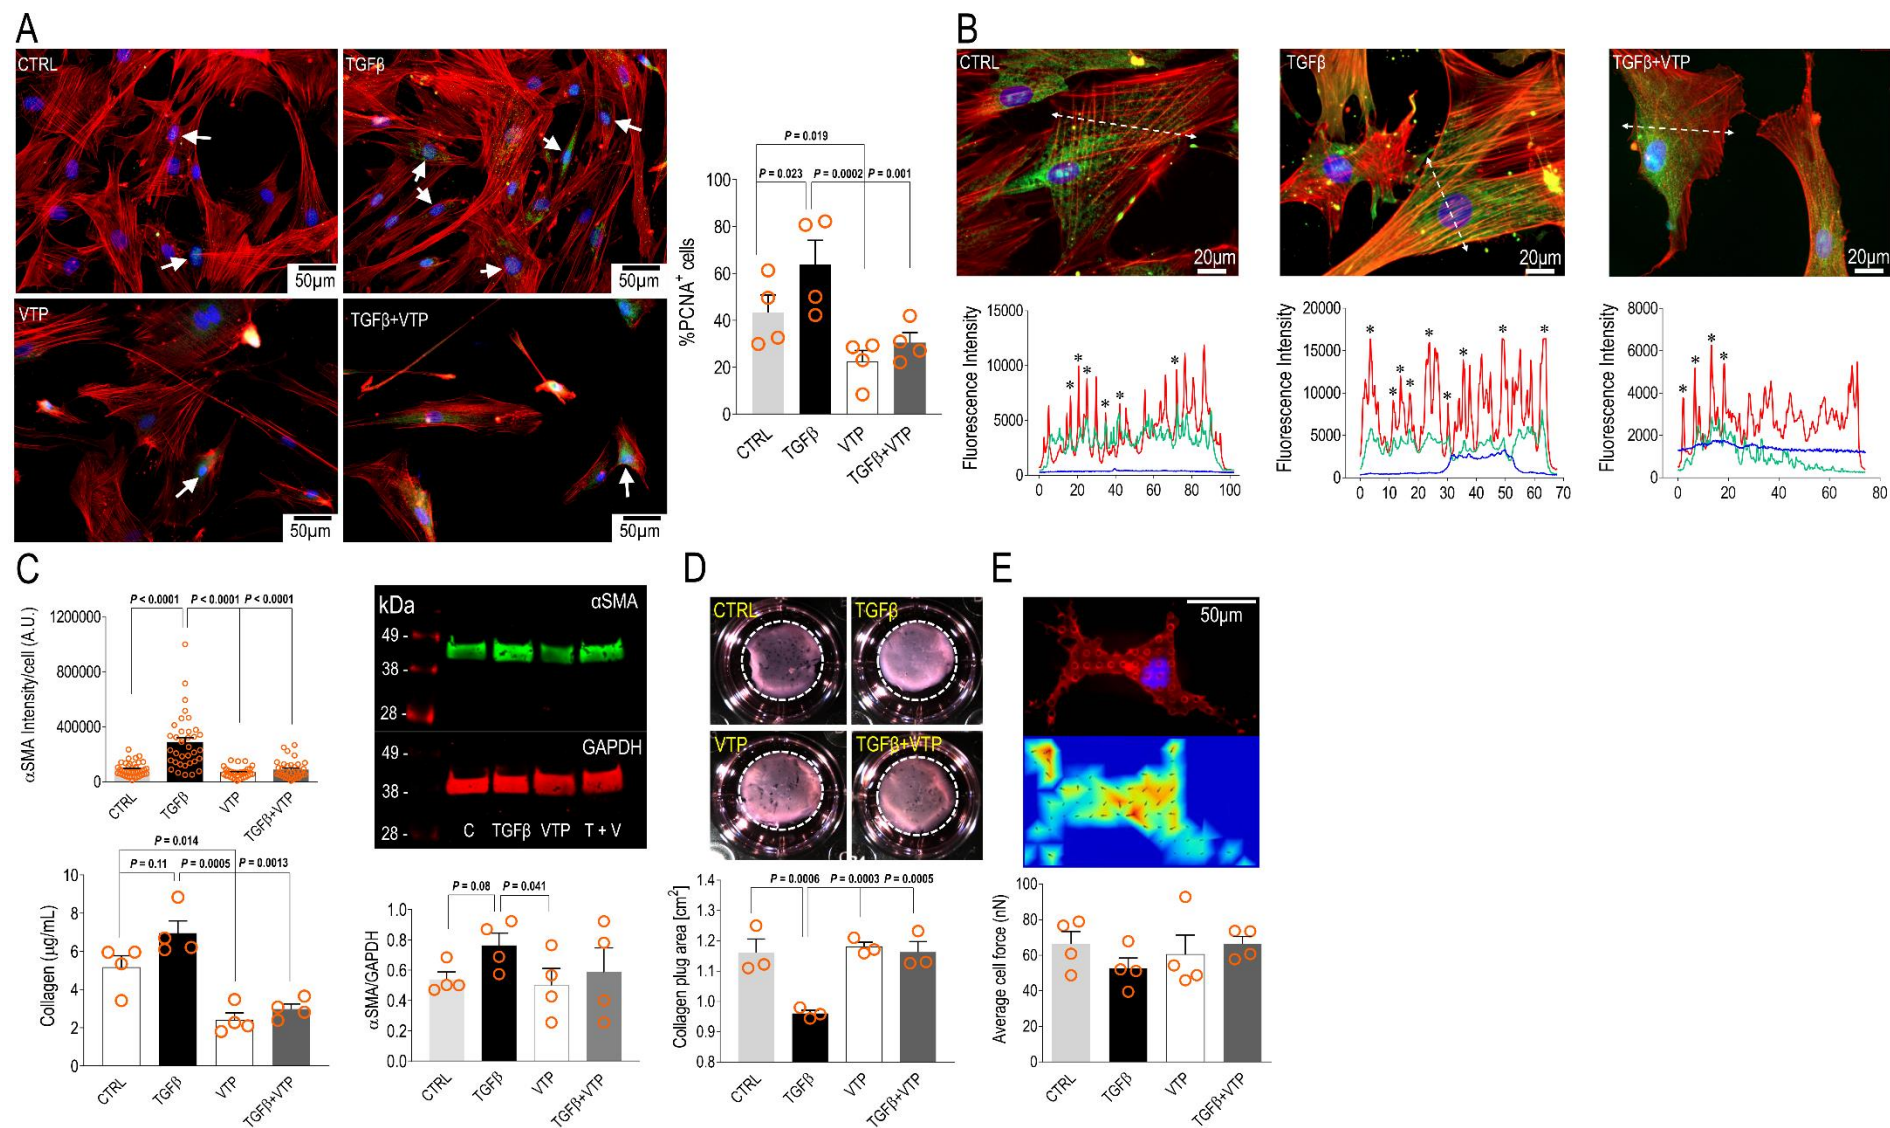 A
CTRL
50µm
TGFβ
50µm
VTP
50µm
TGFβ+VTP
50µm
P = 0.019
P = 0.023
P = 0.0002
P = 0.001
%PCNA+ cells
100
80
60
40
20
0
CTRL
TGFβ
VTP
TGFβ+VTP
B
CTRL
20µm
TGFβ
20µm
TGFβ+VTP
20µm
Fluorescence Intensity
15000
10000
5000
0
* * * * * *
0 20 40 60 80 100
Fluorescence Intensity
20000
15000
10000
5000
0
* * * * * * * * *
0 10 20 30 40 50 60 70
Fluorescence Intensity
8000
6000
4000
2000
0
* * * *
0 20 40 60 80
C
P < 0.0001
P < 0.0001
P < 0.0001
αSMA Intensity/cell (A.U.)
1200000
800000
400000
0
CTRL
TGFβ
VTP
TGFβ+VTP
kDa
αSMA
49 -
38 -
28 -
GAPDH
49 -
38 -
28 -
C TGFβ VTP T + V
P = 0.014
P = 0.11
P = 0.0005
P = 0.0013
Collagen (µg/mL)
10
8
6
4
2
0
CTRL
TGFβ
VTP
TGFβ+VTP
P = 0.08
P = 0.041
αSMA/GAPDH
1.0
0.8
0.6
0.4
0.2
0.0
CTRL
TGFβ
VTP
TGFβ+VTP
D
CTRL
TGFβ
VTP
TGFβ+VTP
P = 0.0006
P = 0.0003
P = 0.0005
Collagen plug area [cm2]
1.4
1.3
1.2
1.1
1.0
0.9
0.8
CTRL
TGFβ
VTP
TGFβ+VTP
E
50µm
Average cell force (nN)
100
80
60
40
20
0
CTRL
TGFβ
VTP
TGFβ+VTP